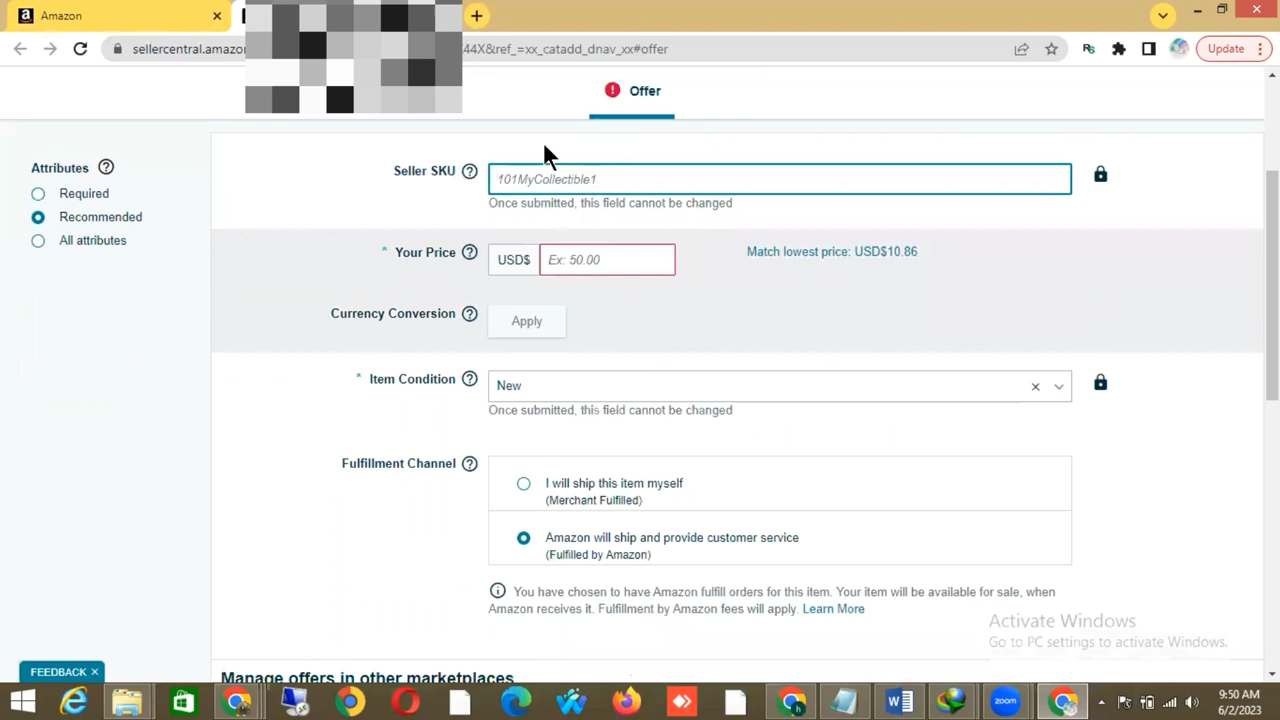 Amazon
sellercentral.amazon
44X&ref_=xx_catadd_dnav_xx#offer
Update
Offer
Attributes
Required
Recommended
All attributes
Seller SKU
101MyCollectible1
Once submitted, this field cannot be changed
* Your Price
USD$
Ex: 50.00
Match lowest price: USD$10.86
Currency Conversion
Apply
* Item Condition
New
Once submitted, this field cannot be changed
Fulfillment Channel
I will ship this item myself
(Merchant Fulfilled)
Amazon will ship and provide customer service
(Fulfilled by Amazon)
You have chosen to have Amazon fulfill orders for this item. Your item will be available for sale, when
Amazon receives it. Fulfillment by Amazon fees will apply. Learn More
Activate Windows
Go to PC settings to activate Windows.
FEEDBACK ×
Manage offers in other marketplaces
zoom
9:50 AM
6/2/2023